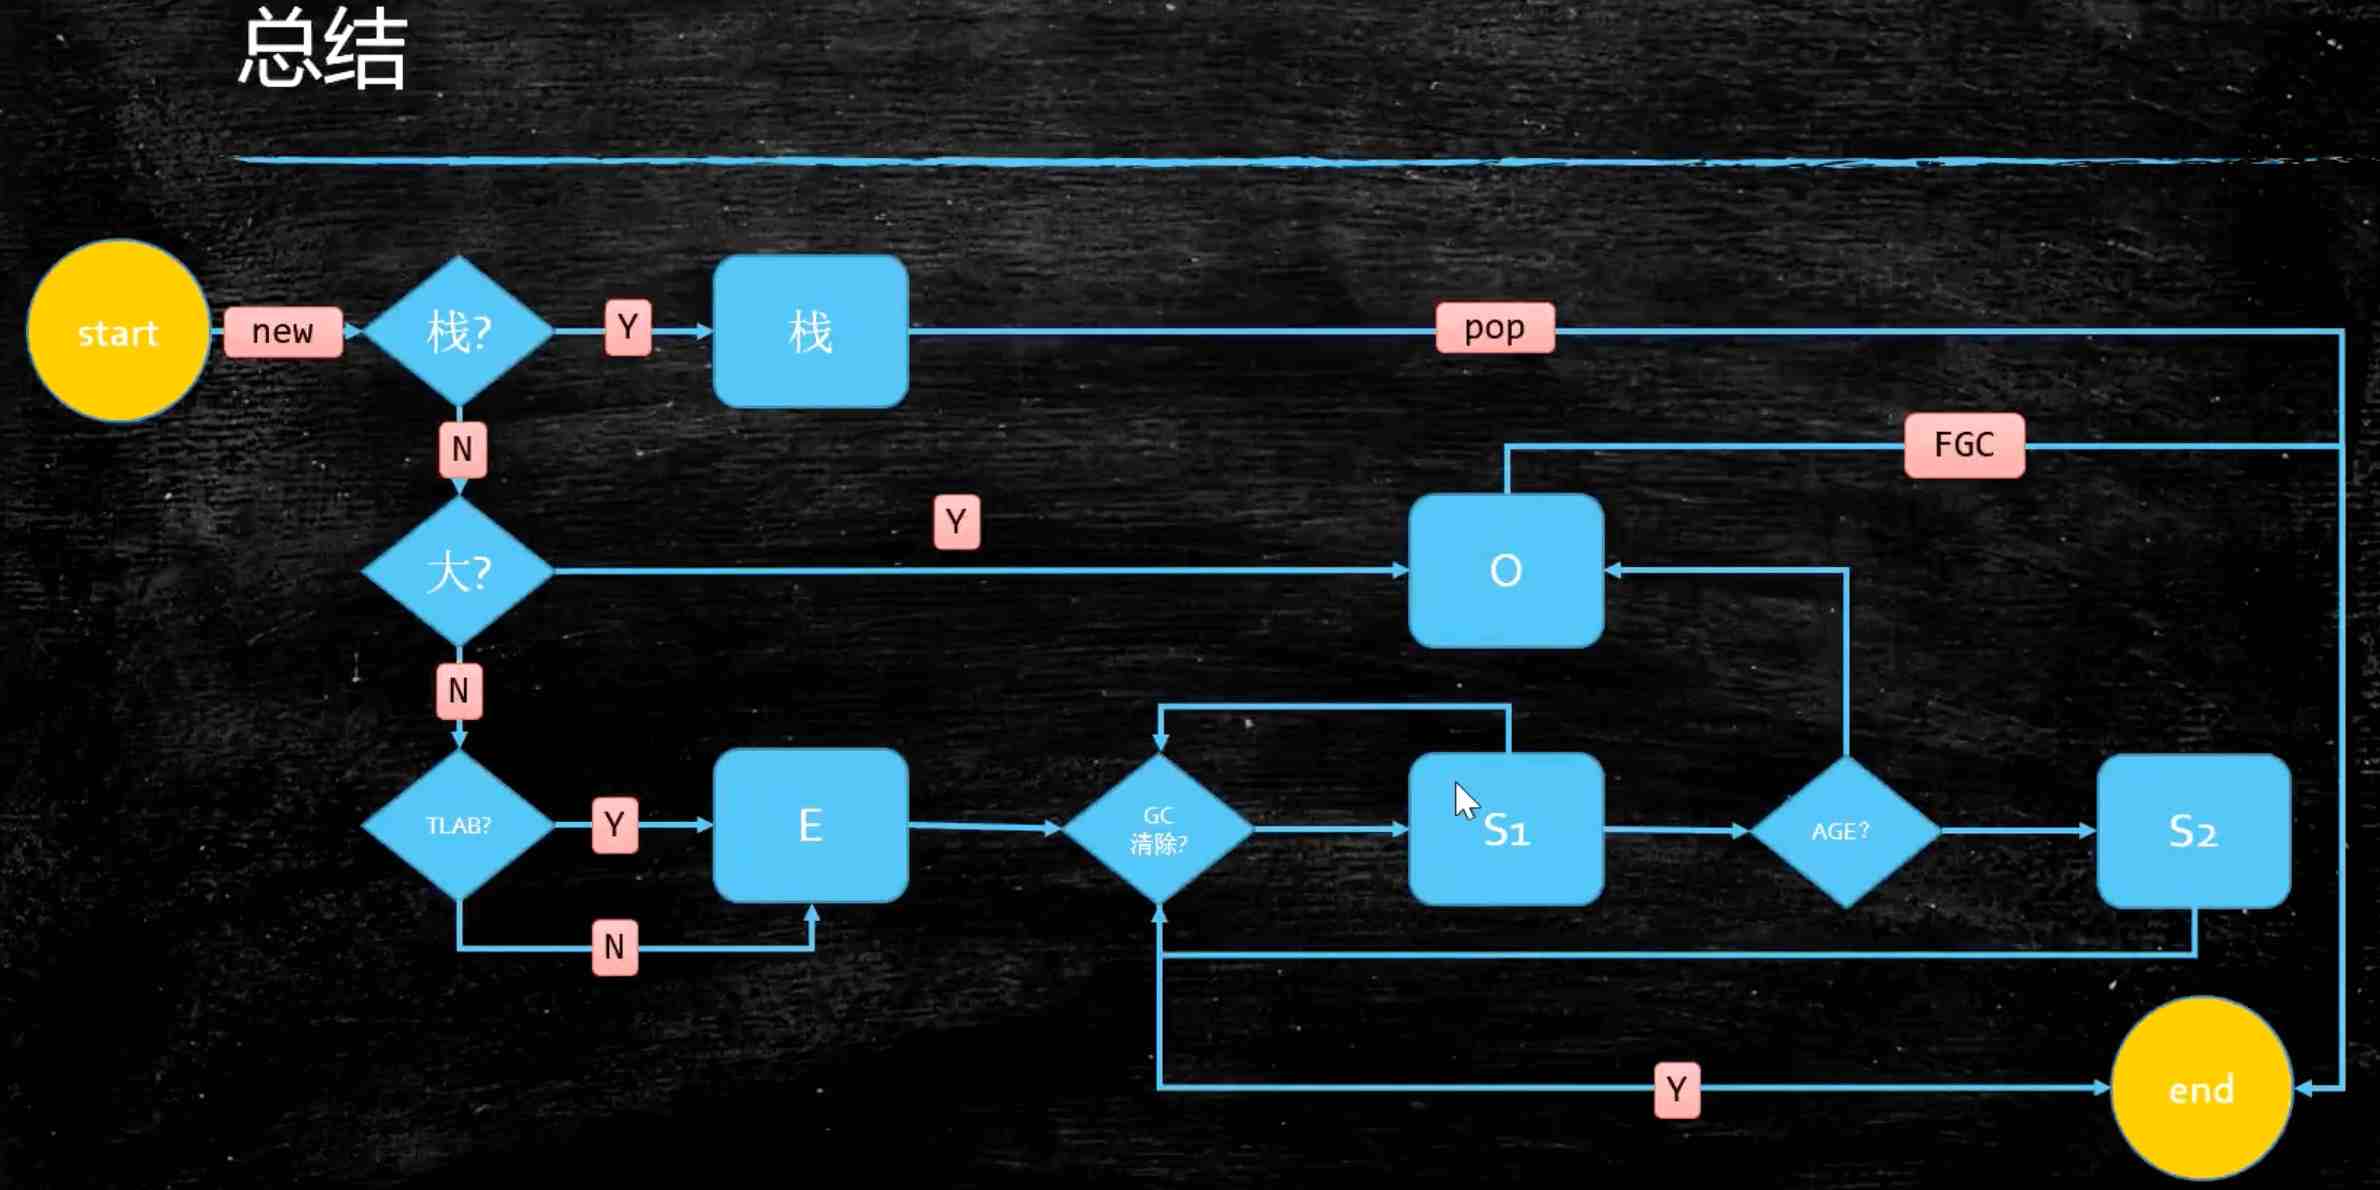 总结
start
new
栈?
Y
栈
pop
N
FGC
Y
大?
O
N
TLAB?
Y
E
GC
清除?
S1
AGE?
S2
N
Y
end